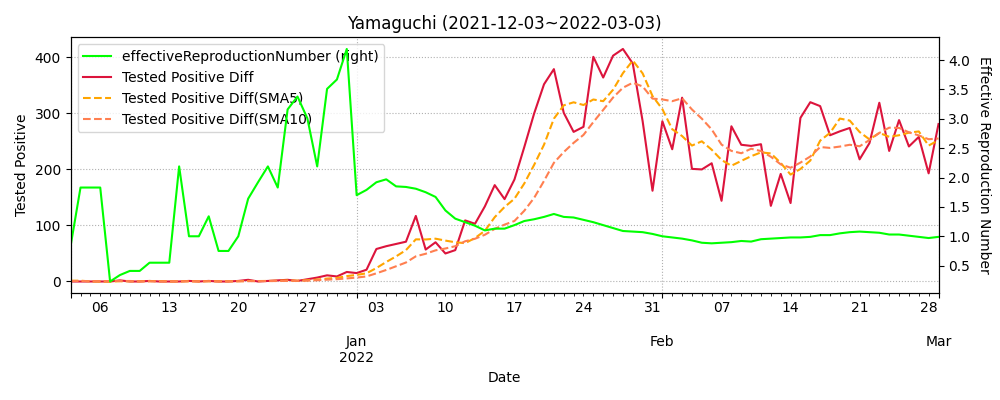 Yamaguchi (2021-12-03~2022-03-03)
effectiveReproductionNumber (right)
Tested Positive Diff
Tested Positive Diff(SMA5)
Tested Positive Diff(SMA10)
400
300
200
100
0
Tested Positive
4.0
3.5
3.0
2.5
2.0
1.5
1.0
0.5
Effective Reproduction Number
06 13 20 27 03 10 17 24 31 07 14 21 28
Jan Feb Mar
2022
Date